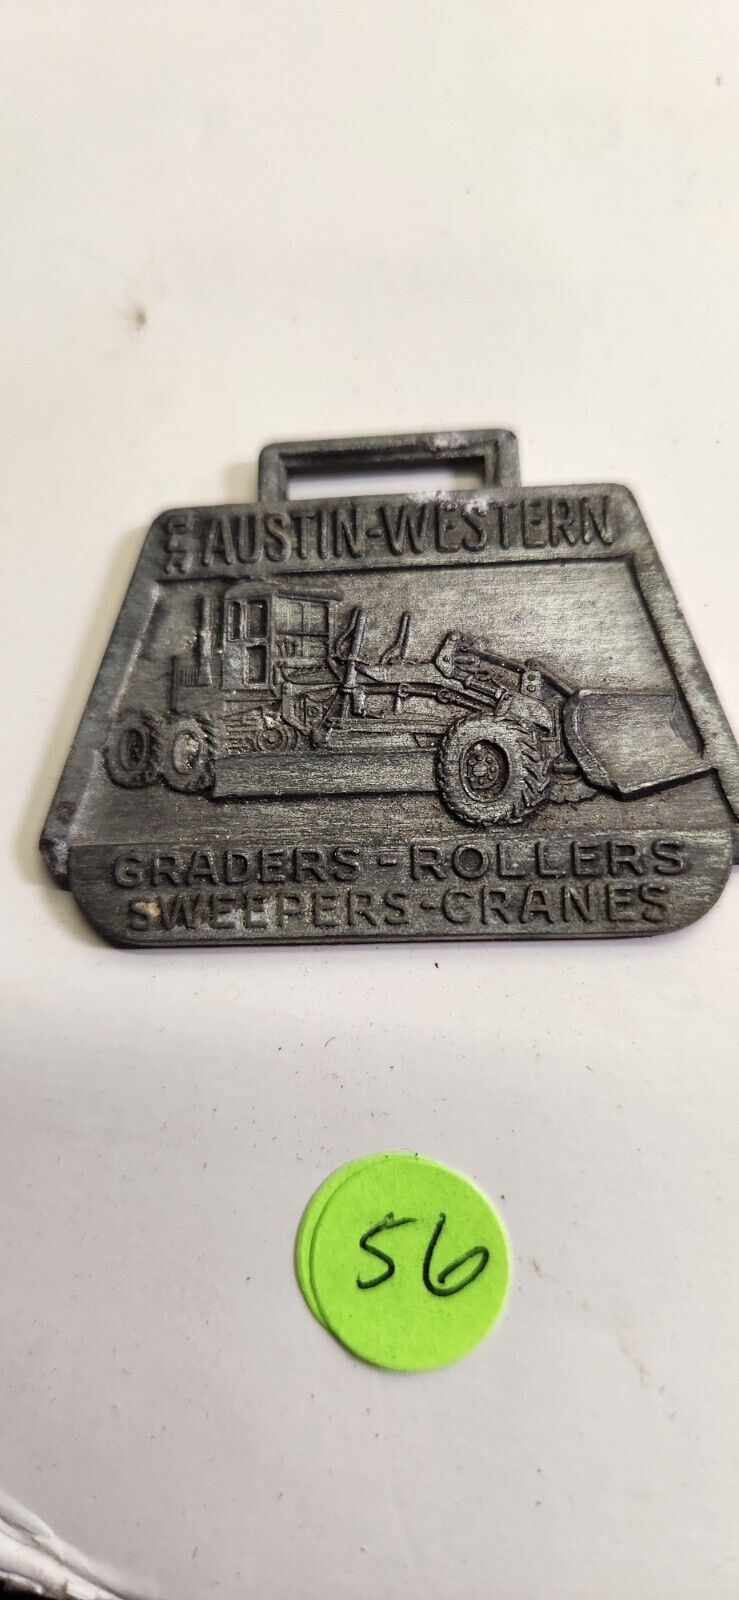 AUSTIN-WESTERN
GRADERS - ROLLERS
SWEEPERS - CRANES
56